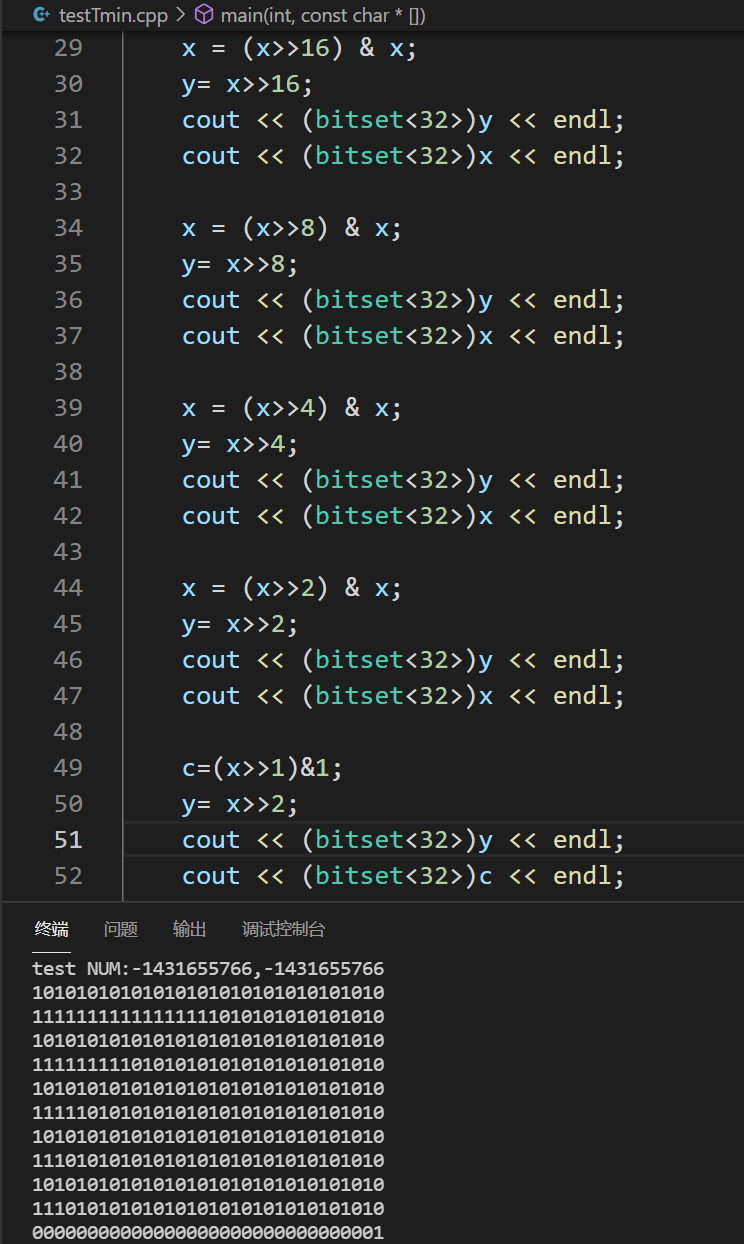 testTmin.cpp > main(int, const char * [])
29 x = (x>>16) & x;
30 y= x>>16;
31 cout << (bitset<32>)y << endl;
32 cout << (bitset<32>)x << endl;
33
34 x = (x>>8) & x;
35 y= x>>8;
36 cout << (bitset<32>)y << endl;
37 cout << (bitset<32>)x << endl;
38
39 x = (x>>4) & x;
40 y= x>>4;
41 cout << (bitset<32>)y << endl;
42 cout << (bitset<32>)x << endl;
43
44 x = (x>>2) & x;
45 y= x>>2;
46 cout << (bitset<32>)y << endl;
47 cout << (bitset<32>)x << endl;
48
49 c=(x>>1)&1;
50 y= x>>2;
51 cout << (bitset<32>)y << endl;
52 cout << (bitset<32>)c << endl;
终端 问题 输出 调试控制台
test NUM:-1431655766,-1431655766
10101010101010101010101010101010
11111111111111111010101010101010
10101010101010101010101010101010
11111111101010101010101010101010
10101010101010101010101010101010
11111010101010101010101010101010
10101010101010101010101010101010
11101010101010101010101010101010
10101010101010101010101010101010
11101010101010101010101010101010
00000000000000000000000000000001